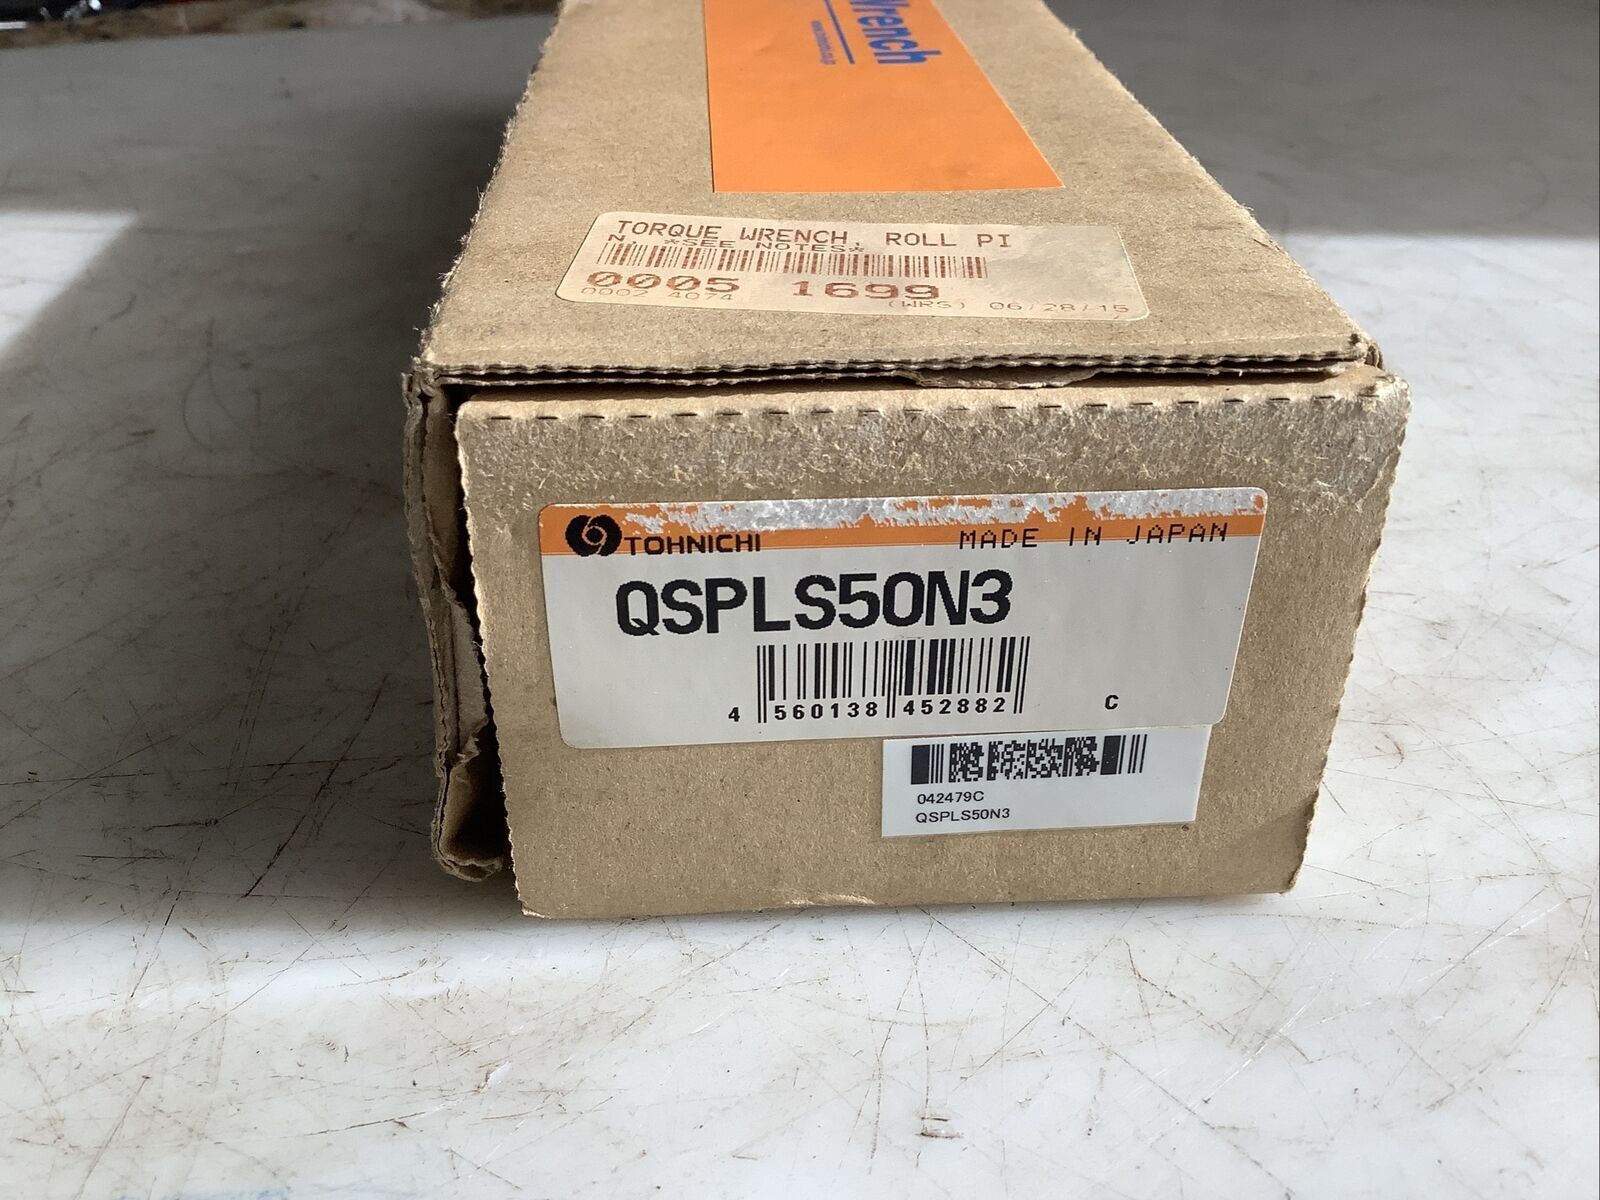 Wrench
TORQUE WRENCH, ROLL PI
N. *SEE NOTES*
0005 1699
0002 4074 (WRS) 06/28/15
TOHNICHI MADE IN JAPAN
QSPLS50N3
4 560138 452882 C
042479C
QSPLS50N3